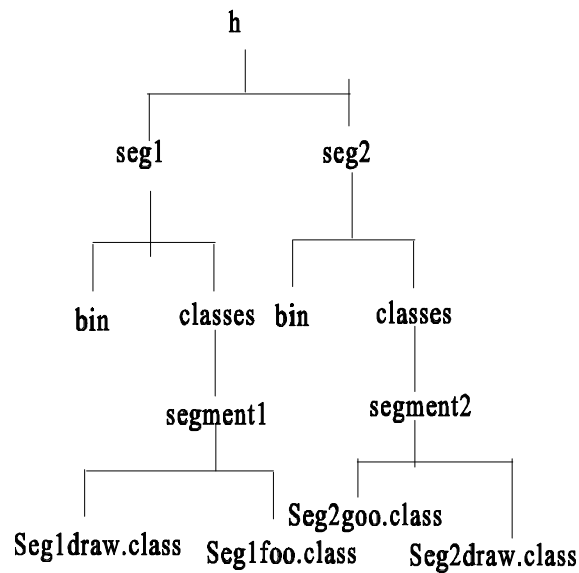 h
seg1 seg2
bin classes bin classes
segment1 segment2
Seg1draw.class Seg1foo.class Seg2goo.class Seg2draw.class